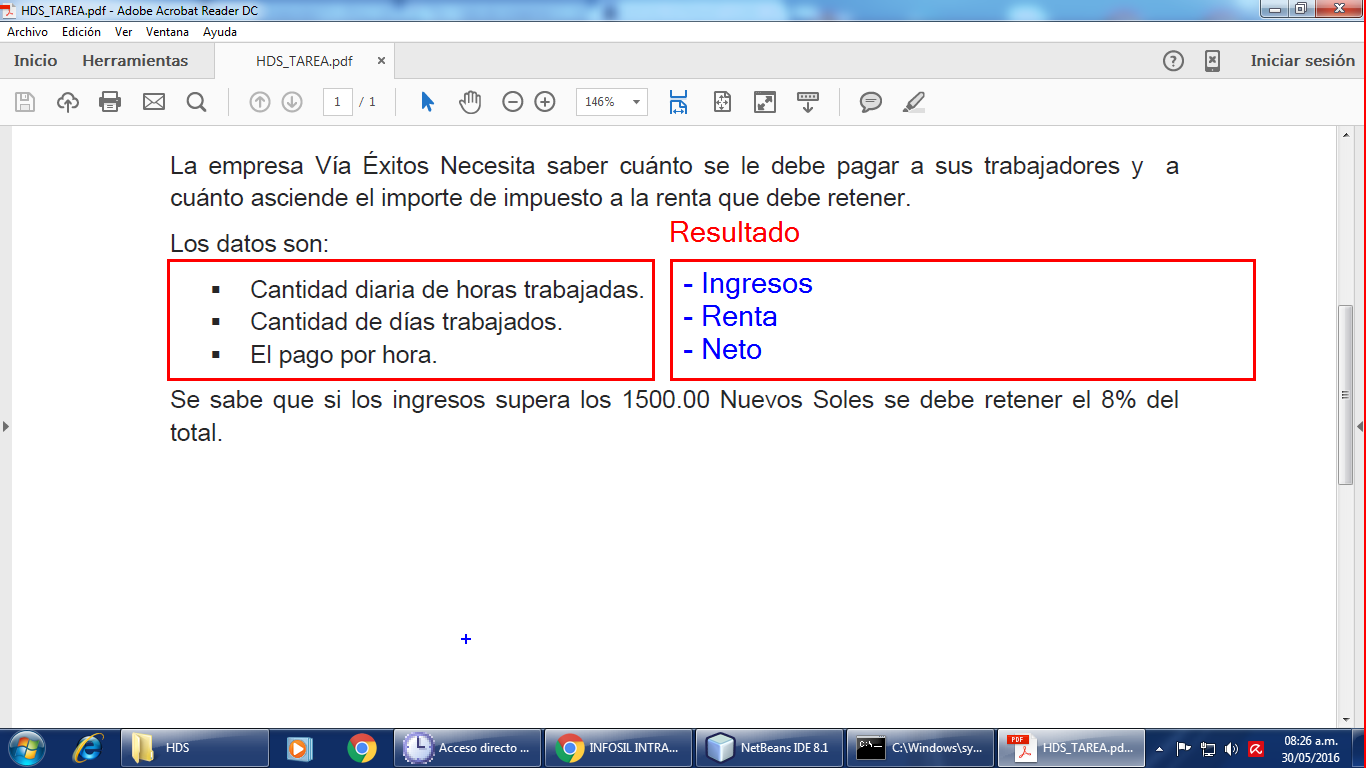 HDS_TAREA.pdf - Adobe Acrobat Reader DC
Archivo Edición Ver Ventana Ayuda
Inicio Herramientas HDS_TAREA.pdf × ? Iniciar sesión
1 / 1 146%
La empresa Vía Éxitos Necesita saber cuánto se le debe pagar a sus trabajadores y a
cuánto asciende el importe de impuesto a la renta que debe retener.
Los datos son:
Resultado
▪ Cantidad diaria de horas trabajadas.
▪ Cantidad de días trabajados.
▪ El pago por hora.
- Ingresos
- Renta
- Neto
Se sabe que si los ingresos supera los 1500.00 Nuevos Soles se debe retener el 8% del
total.
HDS
Acceso directo ...
INFOSIL INTRA...
NetBeans IDE 8.1
C:\Windows\sy...
PDF
HDS_TAREA.pd...
08:26 a.m.
30/05/2016